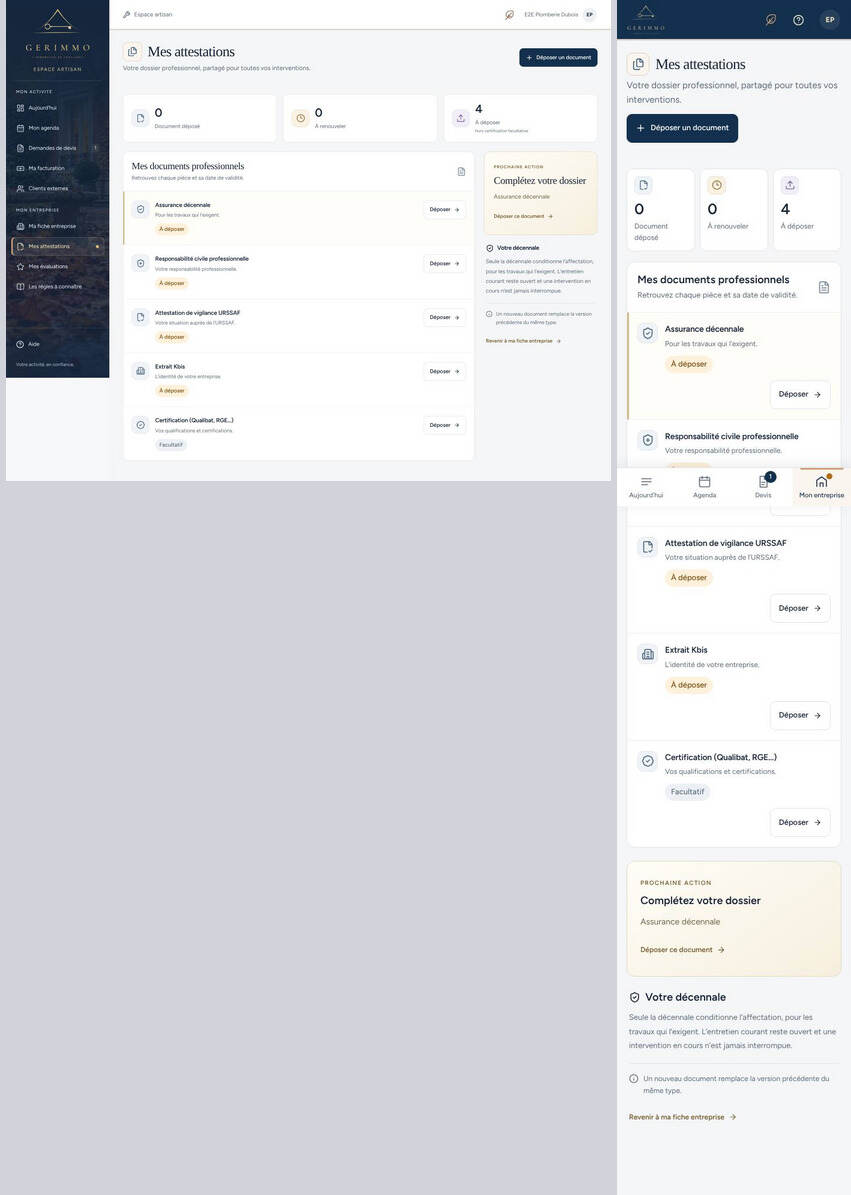 GERIMMO
ESPACE ARTISAN
MON ACTIVITÉ
Aujourd'hui
Mon agenda
Demandes de devis 1
Ma facturation
Clients externes
MON ENTREPRISE
Ma fiche entreprise
Mes attestations
Mes évaluations
Les règles à connaître
Aide
Votre activité, en confiance.
Espace artisan
E2E Plomberie Dubois EP
Mes attestations
Votre dossier professionnel, partagé pour toutes vos interventions.
+ Déposer un document
0
Document déposé
0
À renouveler
4
À déposer
hors certification facultative
Mes documents professionnels
Retrouvez chaque pièce et sa date de validité.
Assurance décennale
Pour les travaux qui l'exigent.
À déposer
Déposer →
Responsabilité civile professionnelle
Votre responsabilité professionnelle.
À déposer
Déposer →
Attestation de vigilance URSSAF
Votre situation auprès de l'URSSAF.
À déposer
Déposer →
Extrait Kbis
L'identité de votre entreprise.
À déposer
Déposer →
Certification (Qualibat, RGE...)
Vos qualifications et certifications.
Facultatif
Déposer →
PROCHAINE ACTION
Complétez votre dossier
Assurance décennale
Déposer ce document →
Votre décennale
Seule la décennale conditionne l'affectation,
pour les travaux qui l'exigent. L'entretien
courant reste ouvert et une intervention en
cours n'est jamais interrompue.
Un nouveau document remplace la version
précédente du même type.
Revenir à ma fiche entreprise →
GERIMMO
EP
Mes attestations
Votre dossier professionnel, partagé pour toutes vos
interventions.
+ Déposer un document
0
Document
déposé
0
À renouveler
4
À déposer
Mes documents professionnels
Retrouvez chaque pièce et sa date de validité.
Assurance décennale
Pour les travaux qui l'exigent.
À déposer
Déposer →
Responsabilité civile professionnelle
Votre responsabilité professionnelle.
Aujourd'hui
Agenda
1
Devis
Mon entreprise
Attestation de vigilance URSSAF
Votre situation auprès de l'URSSAF.
À déposer
Déposer →
Extrait Kbis
L'identité de votre entreprise.
À déposer
Déposer →
Certification (Qualibat, RGE...)
Vos qualifications et certifications.
Facultatif
Déposer →
PROCHAINE ACTION
Complétez votre dossier
Assurance décennale
Déposer ce document →
Votre décennale
Seule la décennale conditionne l'affectation, pour les
travaux qui l'exigent. L'entretien courant reste ouvert et une
intervention en cours n'est jamais interrompue.
Un nouveau document remplace la version précédente du
même type.
Revenir à ma fiche entreprise →